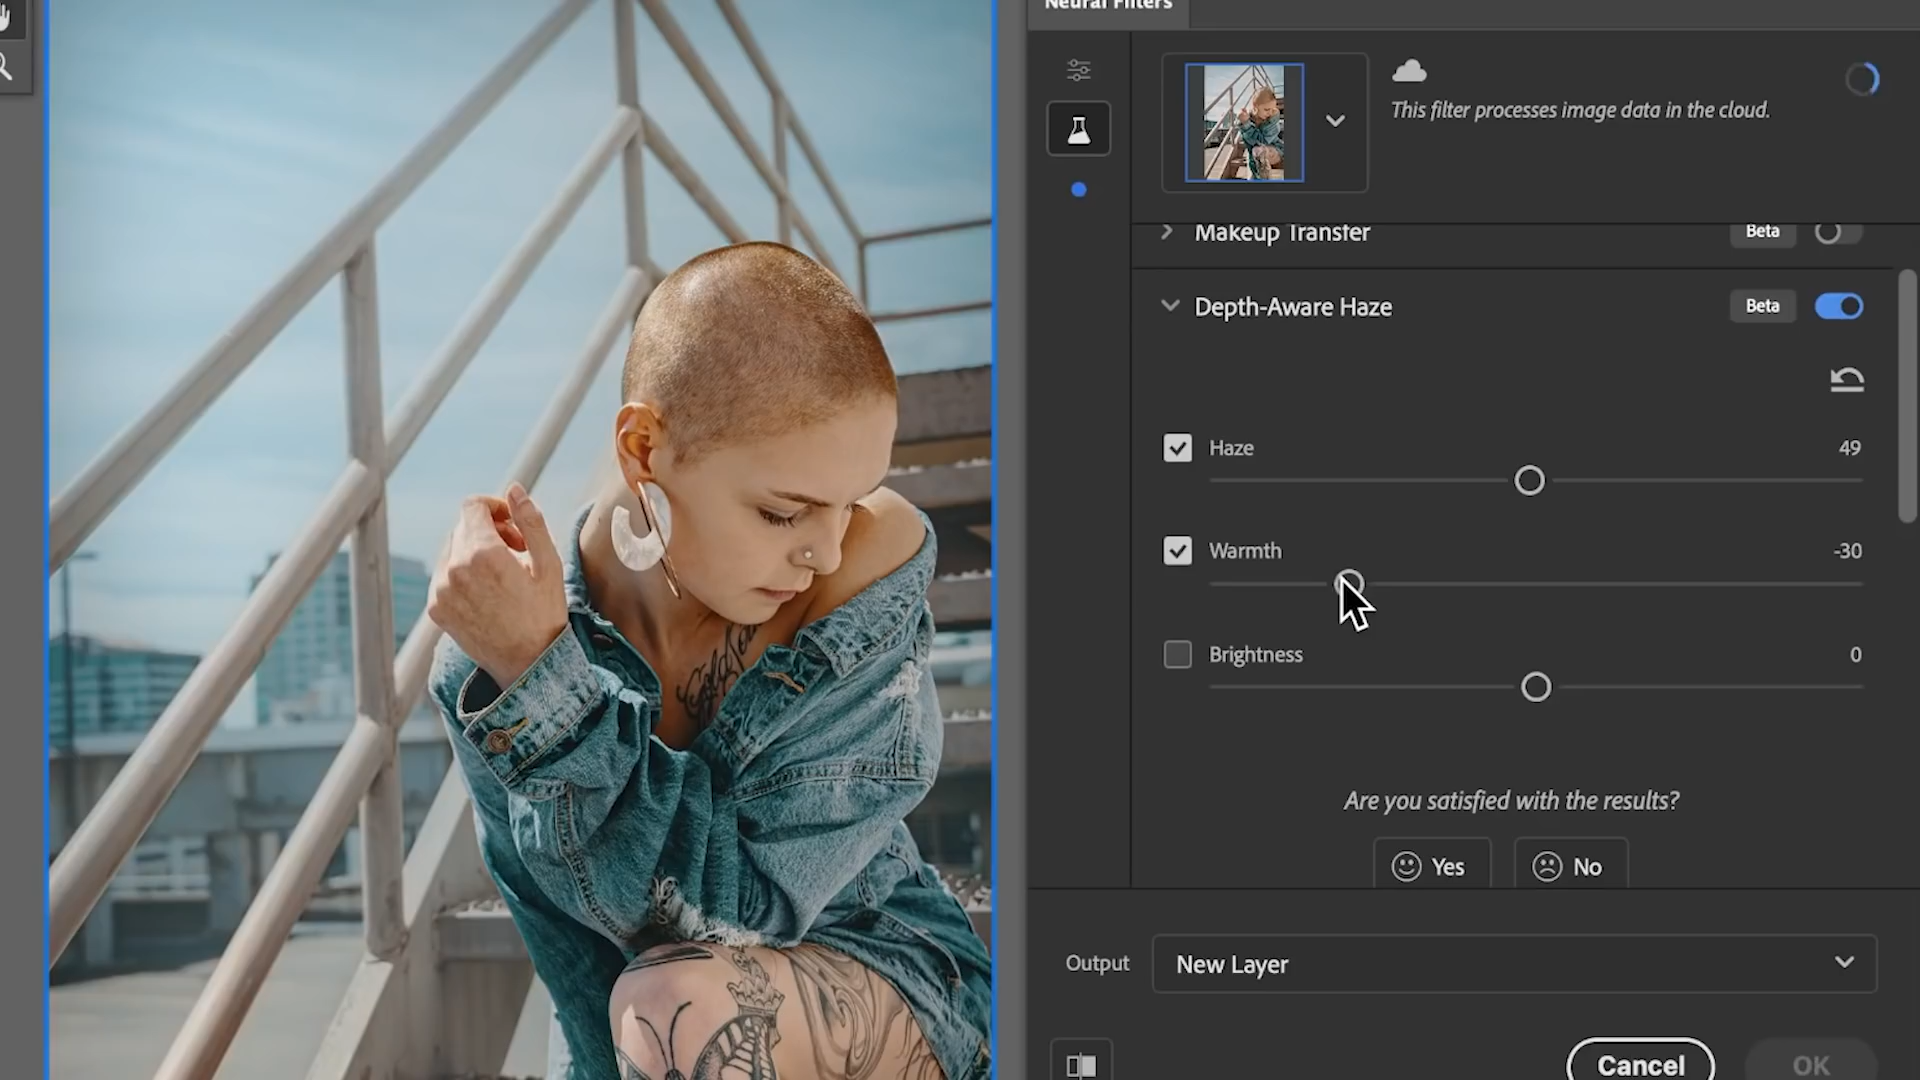 Neural Filters
This filter processes image data in the cloud.
Makeup Transfer Beta
Depth-Aware Haze Beta
Haze 49
Warmth -30
Brightness 0
Are you satisfied with the results?
Yes No
Output New Layer
Cancel OK